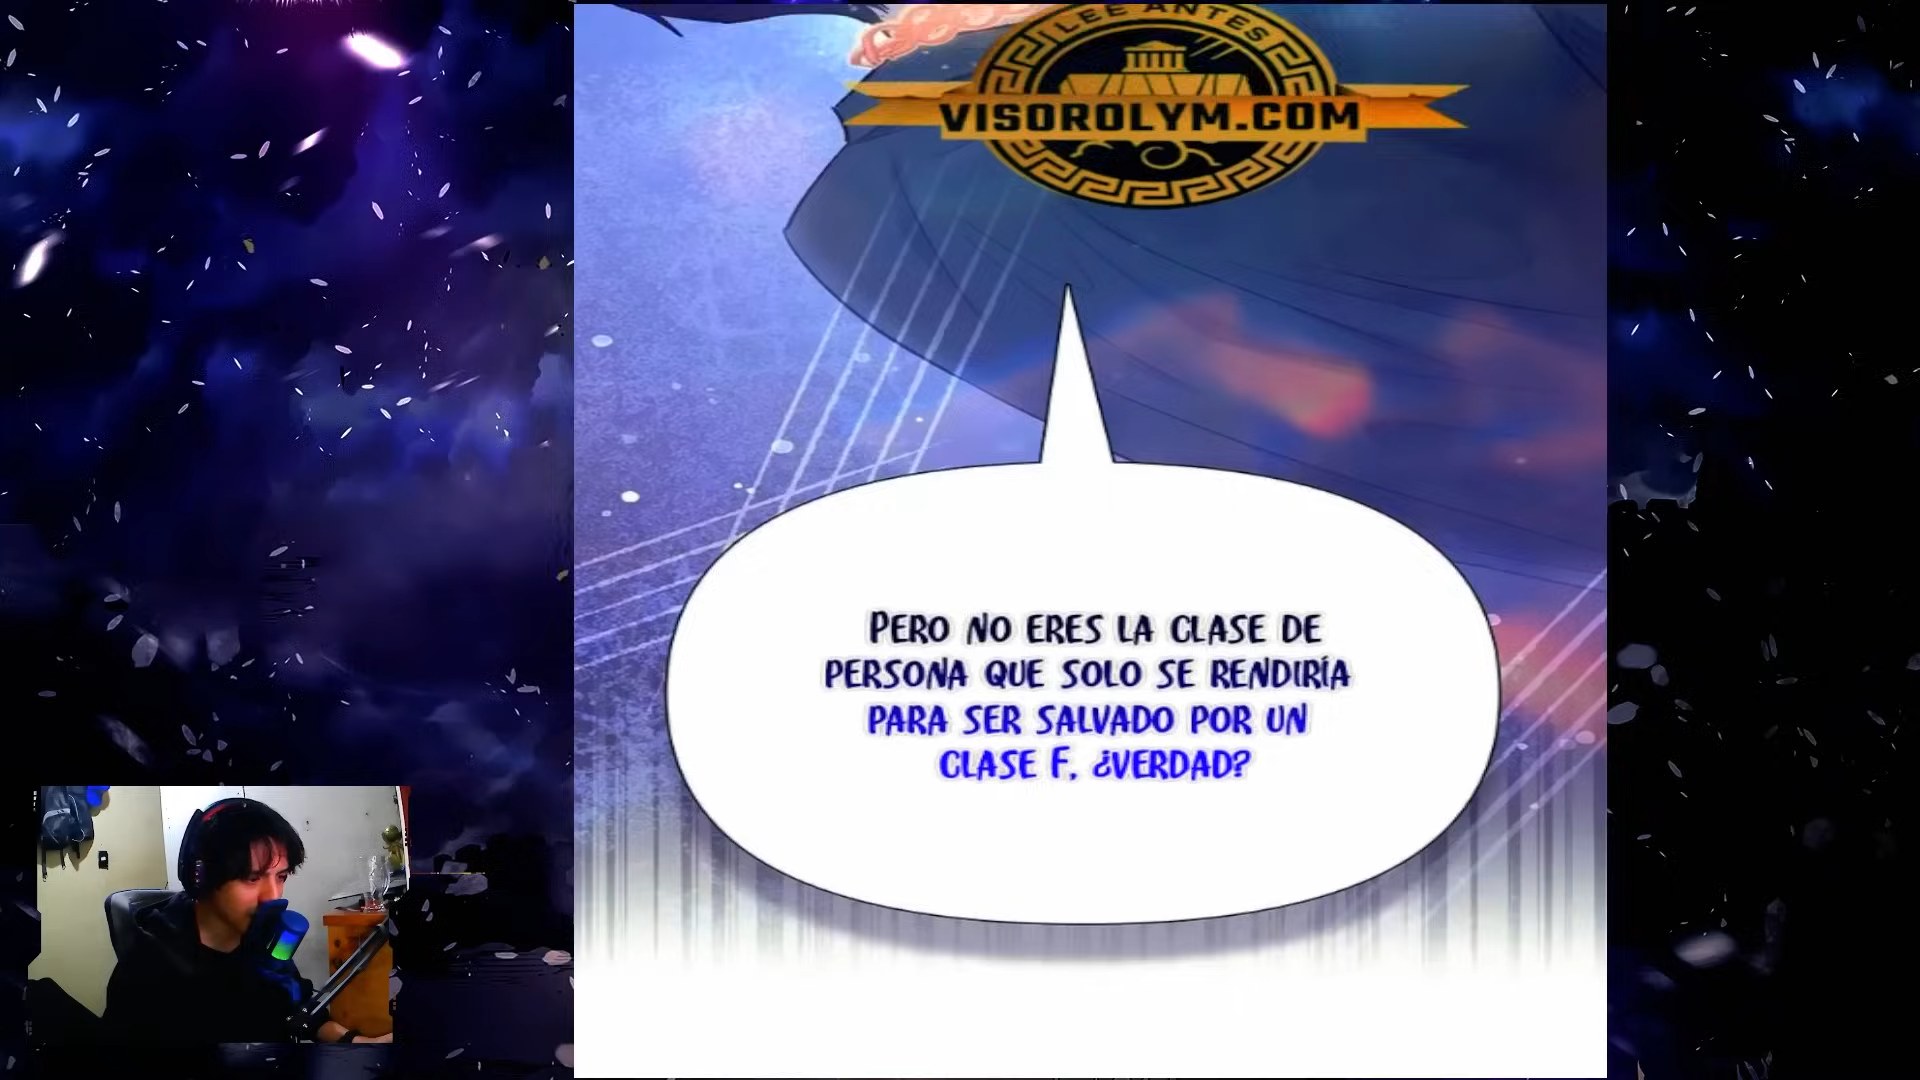 LEE ANTES
VISOROLYM.COM
PERO NO ERES LA CLASE DE
PERSONA QUE SOLO SE RENDIRÍA
PARA SER SALVADO POR UN
CLASE F, ¿VERDAD?